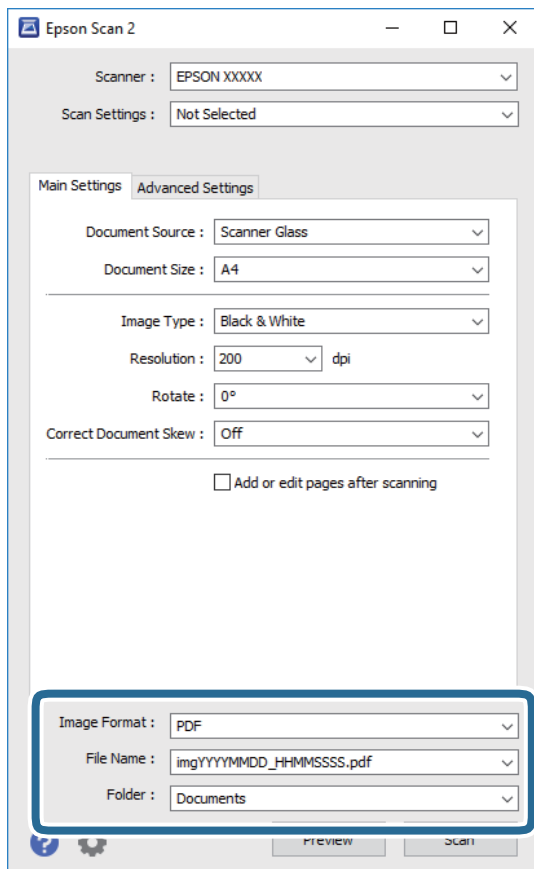 Epson Scan 2
Scanner : EPSON XXXXX
Scan Settings : Not Selected
Main Settings Advanced Settings
Document Source : Scanner Glass
Document Size : A4
Image Type : Black & White
Resolution : 200 dpi
Rotate : 0°
Correct Document Skew : Off
Add or edit pages after scanning
Image Format : PDF
File Name : imgYYYYMMDD_HHMMSSSS.pdf
Folder : Documents
? Preview Scan